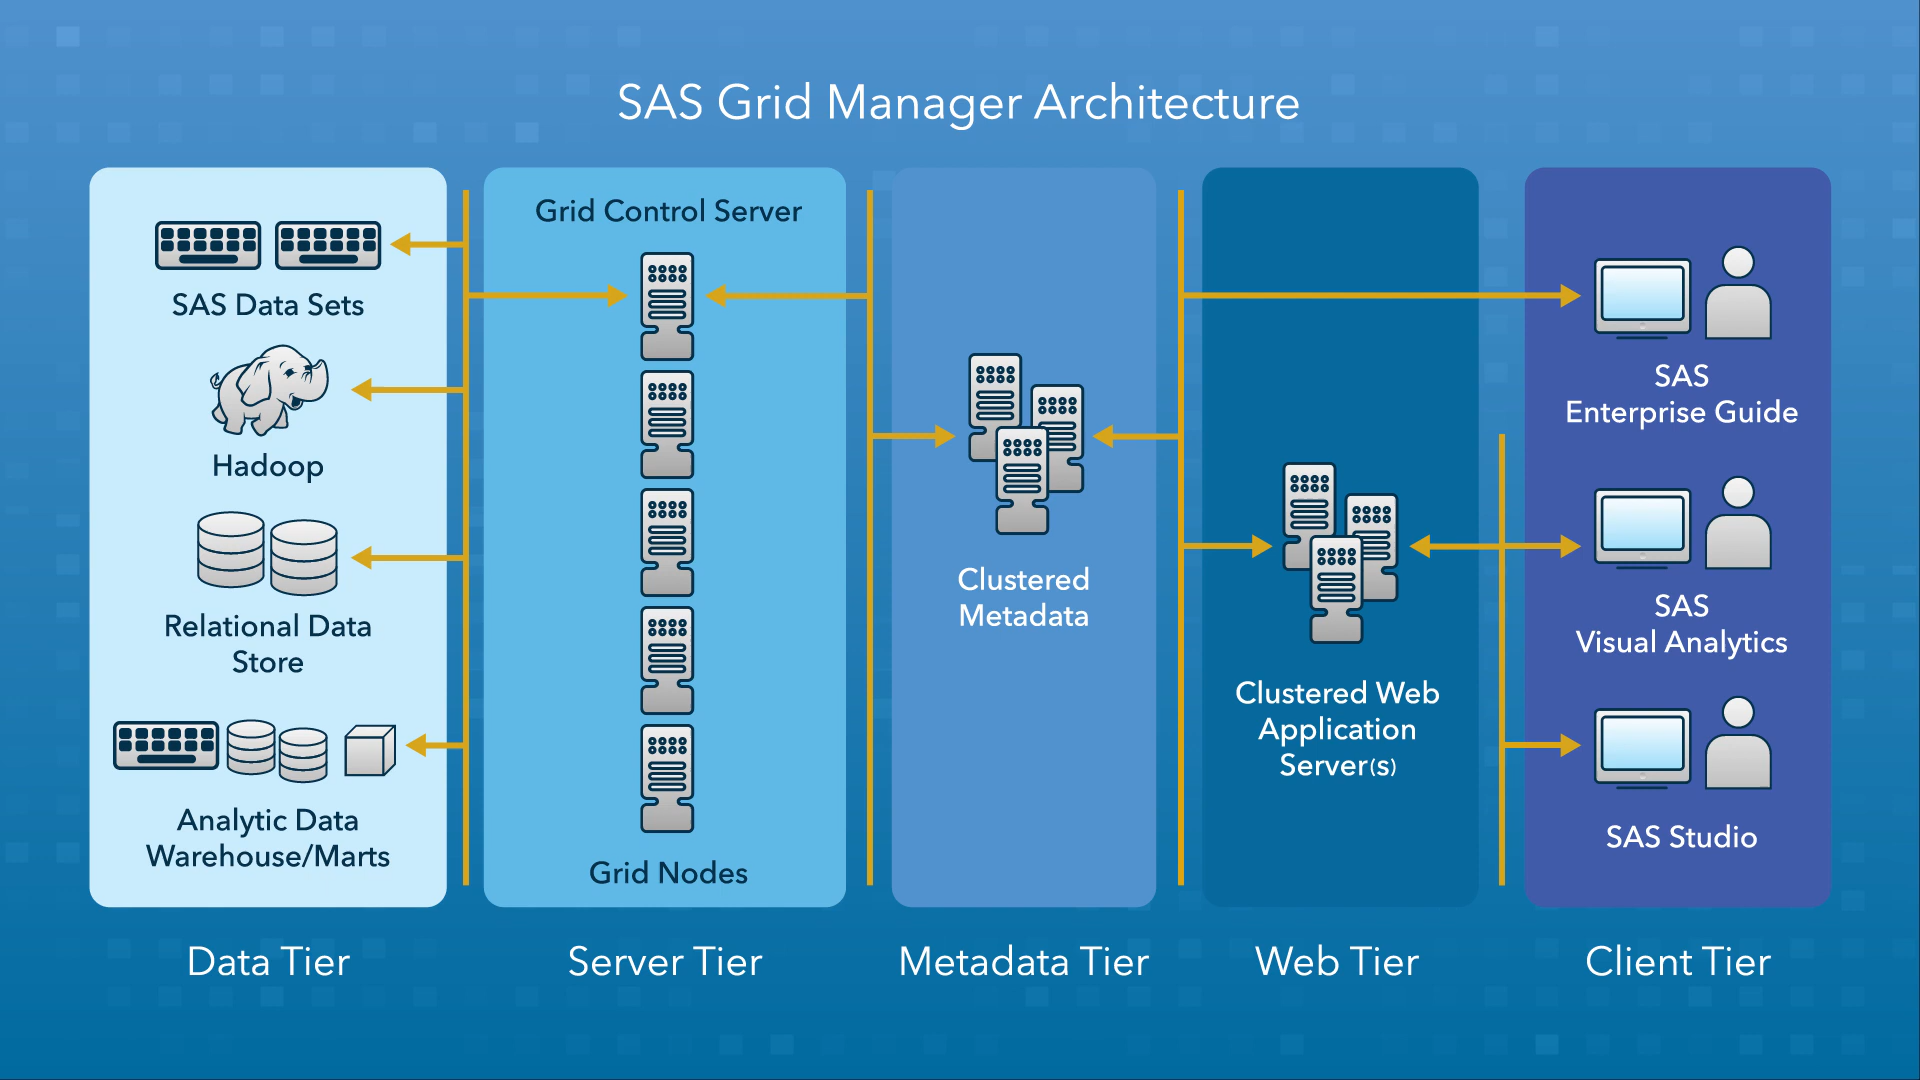 SAS Grid Manager Architecture
SAS Data Sets
Hadoop
Relational Data
Store
Analytic Data
Warehouse/Marts
Data Tier
Grid Control Server
Grid Nodes
Server Tier
Clustered
Metadata
Metadata Tier
Clustered Web
Application
Server(s)
Web Tier
SAS
Enterprise Guide
SAS
Visual Analytics
SAS Studio
Client Tier